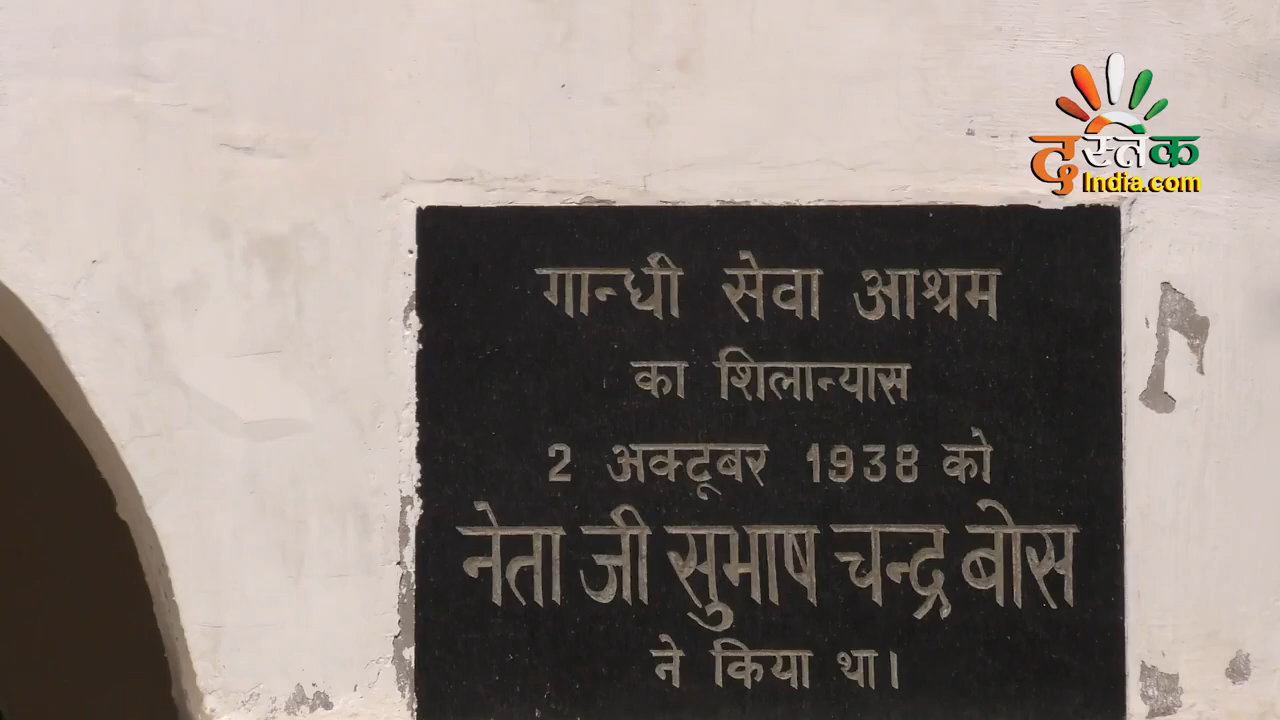 दस्तक
India.com
गान्धी सेवा आश्रम
का शिलान्यास
2 अक्टूबर 1938 को
नेता जी सुभाष चन्द्र बोस
ने किया था।